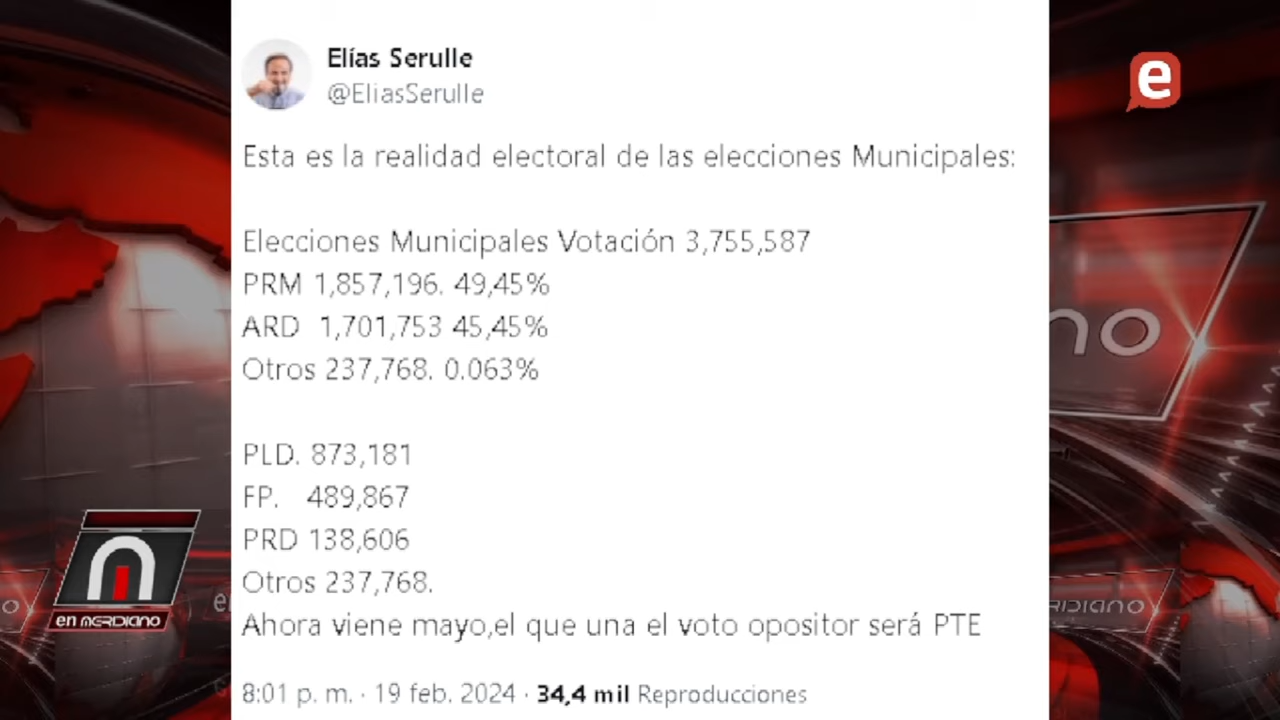 Elías Serulle
@EliasSerulle
e
Esta es la realidad electoral de las elecciones Municipales:
Elecciones Municipales Votación 3,755,587
PRM 1,857,196. 49,45%
ARD 1,701,753 45,45%
Otros 237,768. 0.063%
PLD. 873,181
FP. 489,867
PRD 138,606
Otros 237,768.
Ahora viene mayo,el que una el voto opositor será PTE
8:01 p. m. · 19 feb. 2024 · 34,4 mil Reproducciones
en MERIDIANO